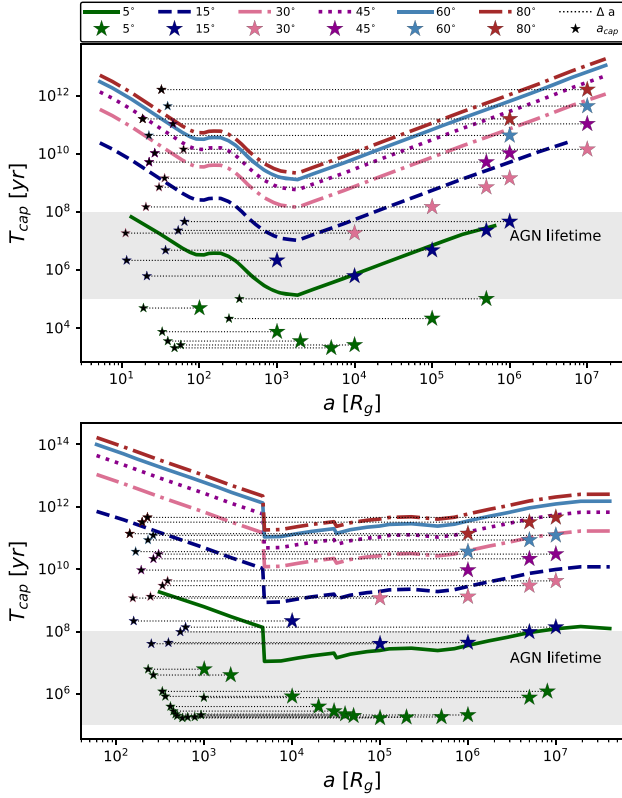 5° 15° 30° 45° 60° 80° Δ a
5° 15° 30° 45° 60° 80° a_cap
T_cap [yr]
10^12
10^10
10^8
10^6
10^4
AGN lifetime
10^1 10^2 10^3 10^4 10^5 10^6 10^7
a [R_g]
T_cap [yr]
10^14
10^12
10^10
10^8
10^6
AGN lifetime
10^2 10^3 10^4 10^5 10^6 10^7
a [R_g]